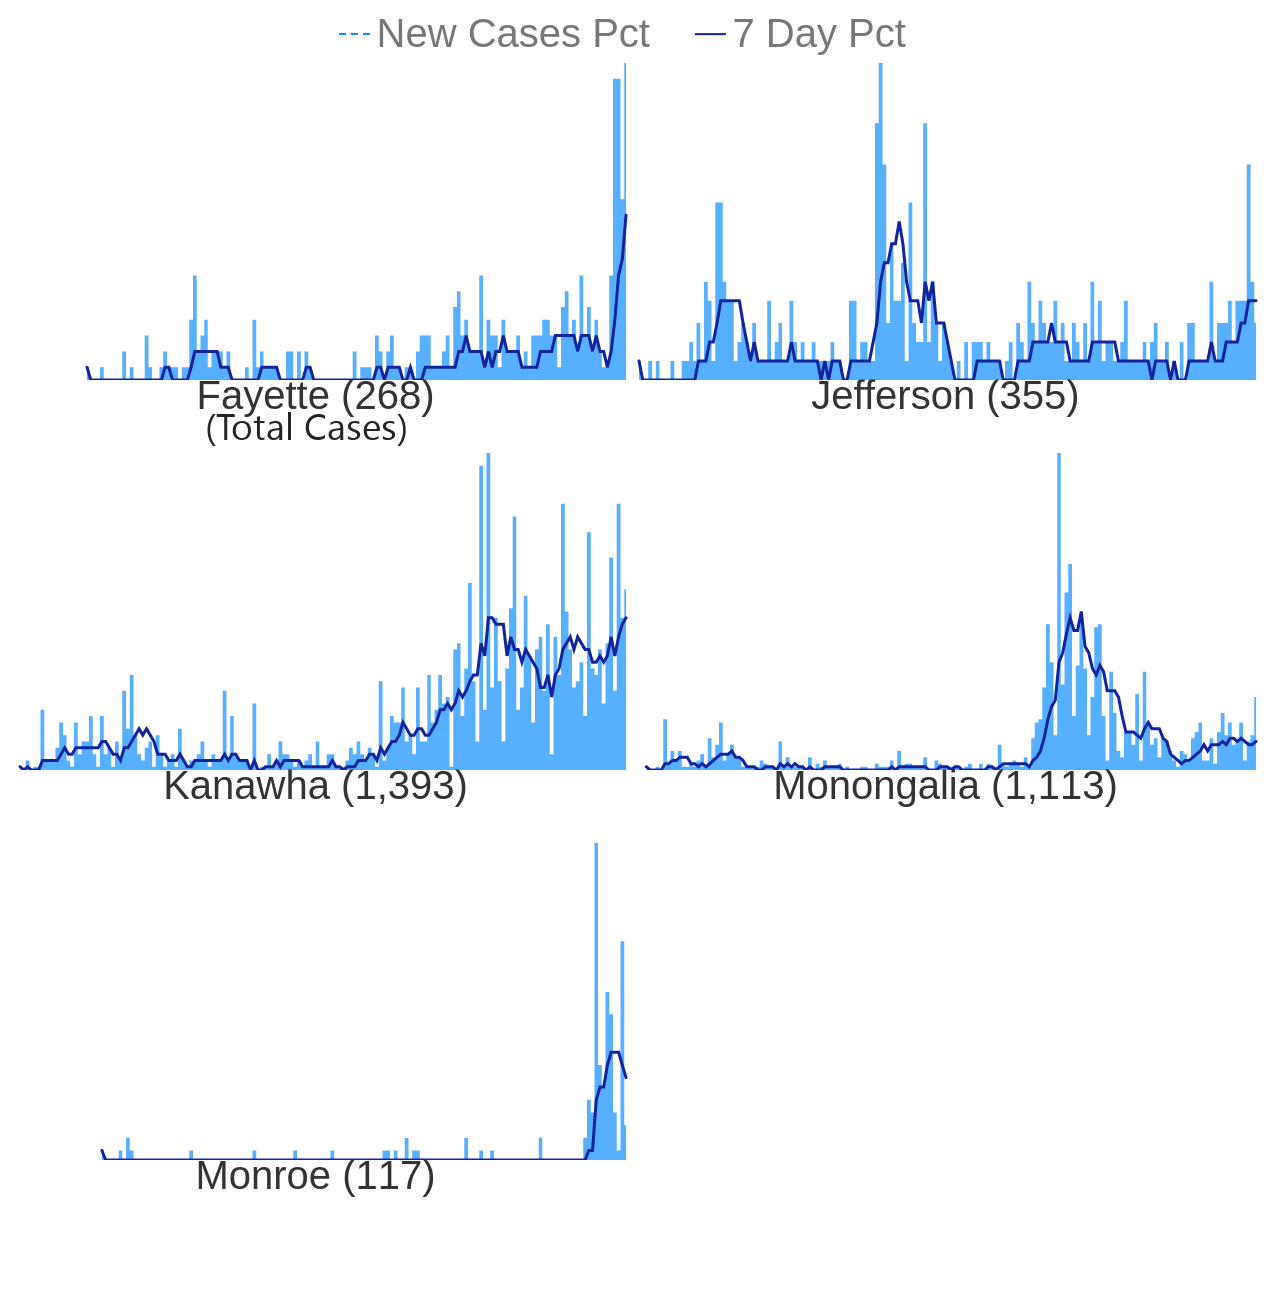 New Cases Pct 7 Day Pct
Fayette (268)
(Total Cases)
Jefferson (355)
Kanawha (1,393)
Monongalia (1,113)
Monroe (117)